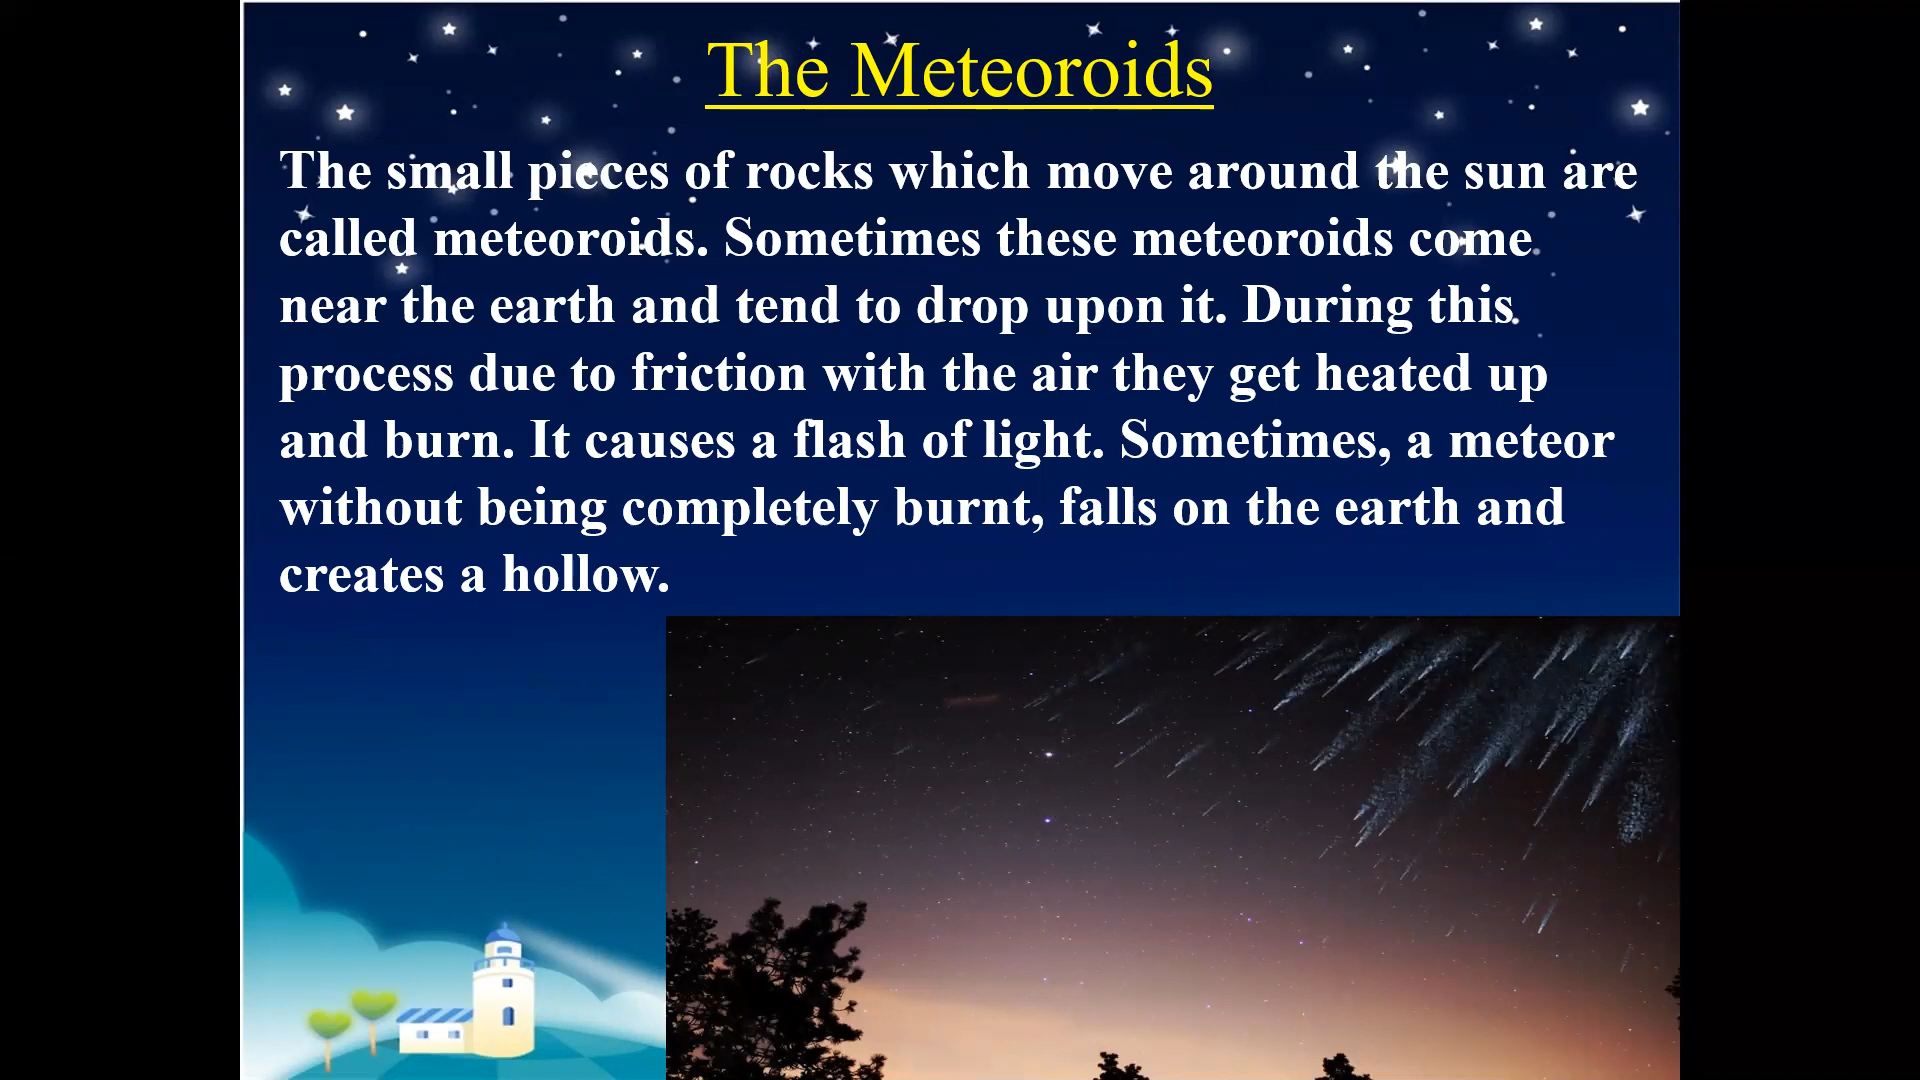 The Meteoroids
The small pieces of rocks which move around the sun are
called meteoroids. Sometimes these meteoroids come
near the earth and tend to drop upon it. During this
process due to friction with the air they get heated up
and burn. It causes a flash of light. Sometimes, a meteor
without being completely burnt, falls on the earth and
creates a hollow.